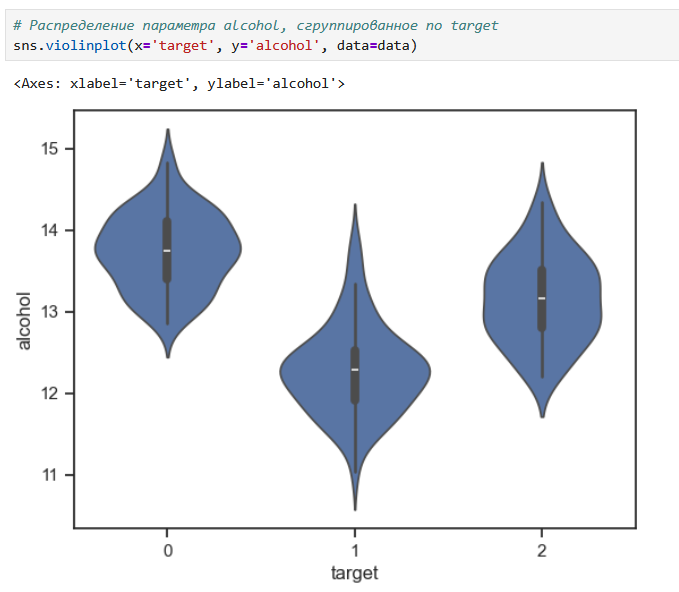 # Распределение параметра alcohol, сгруппированное по target
sns.violinplot(x='target', y='alcohol', data=data)
<Axes: xlabel='target', ylabel='alcohol'>
15
14
13
12
11
alcohol
0 1 2
target